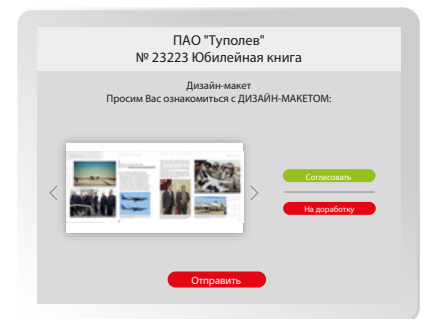 ПАО "Туполев"
№ 23223 Юбилейная книга
Дизайн-макет
Просим Вас ознакомиться с ДИЗАЙН-МАКЕТОМ:
Согласовать
На доработку
Отправить